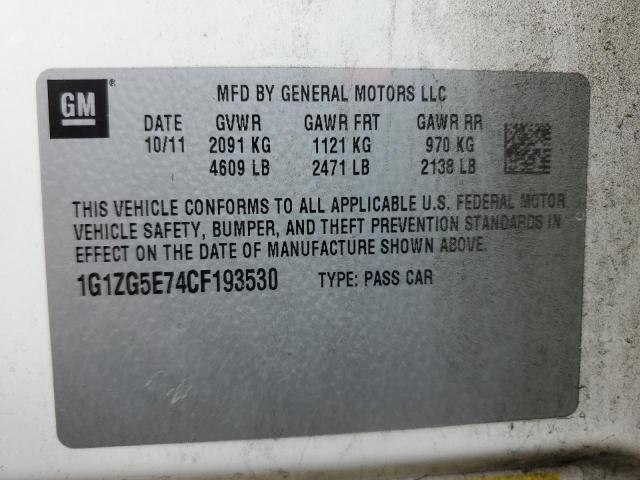 GM ®
MFD BY GENERAL MOTORS LLC
DATE GVWR GAWR FRT GAWR RR
10/11 2091 KG 1121 KG 970 KG
4609 LB 2471 LB 2138 LB
THIS VEHICLE CONFORMS TO ALL APPLICABLE U.S. FEDERAL MOTOR
VEHICLE SAFETY, BUMPER, AND THEFT PREVENTION STANDARDS IN
EFFECT ON THE DATE OF MANUFACTURE SHOWN ABOVE.
1G1ZG5E74CF193530 TYPE: PASS CAR